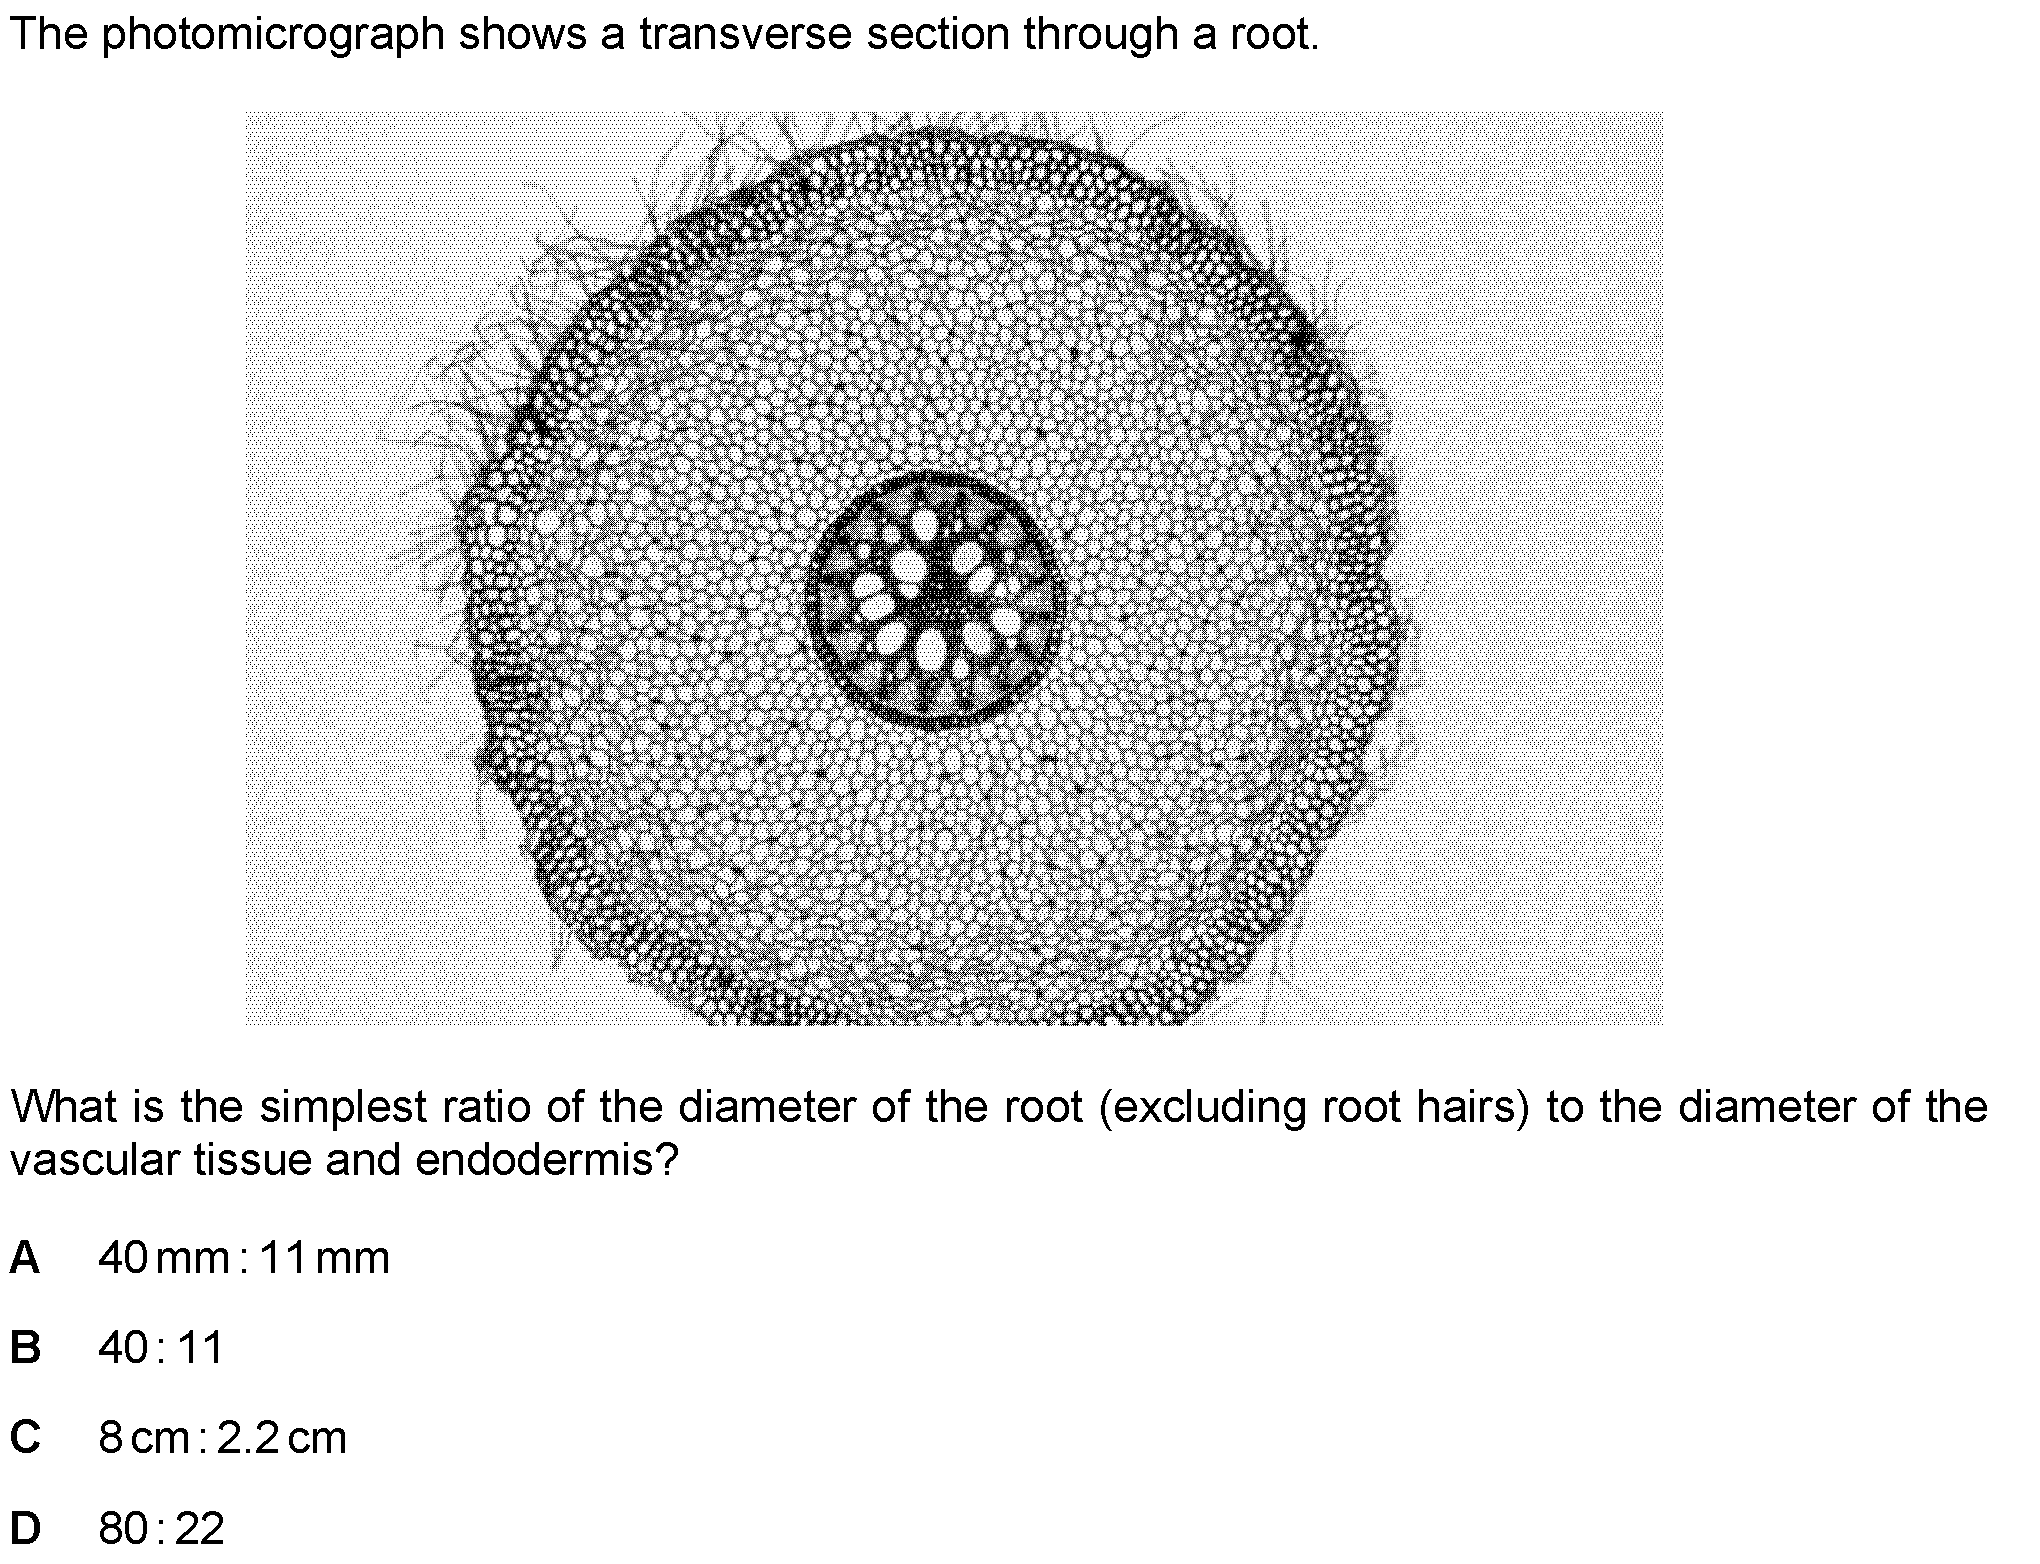 The photomicrograph shows a transverse section through a root.
What is the simplest ratio of the diameter of the root (excluding root hairs) to the diameter of the
vascular tissue and endodermis?
A 40 mm : 11 mm
B 40 : 11
C 8 cm : 2.2 cm
D 80 : 22